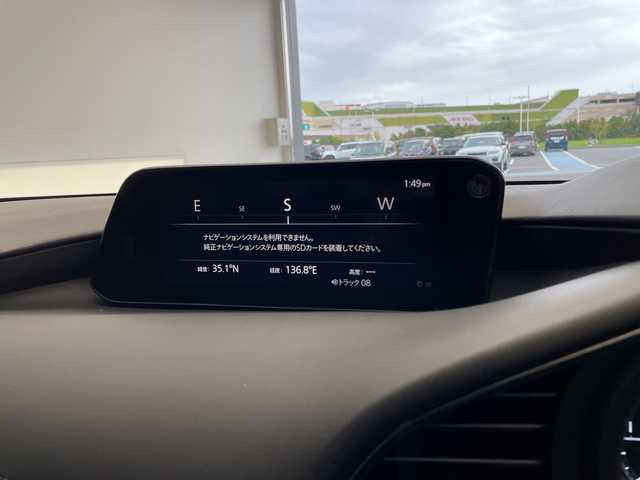 1:49 pm
E SE S SW W
ナビゲーションシステムを利用できません。
純正ナビゲーションシステム専用のSDカードを装着してください。
緯度: 35.1°N 経度: 136.8°E 高度: ----
トラック 08